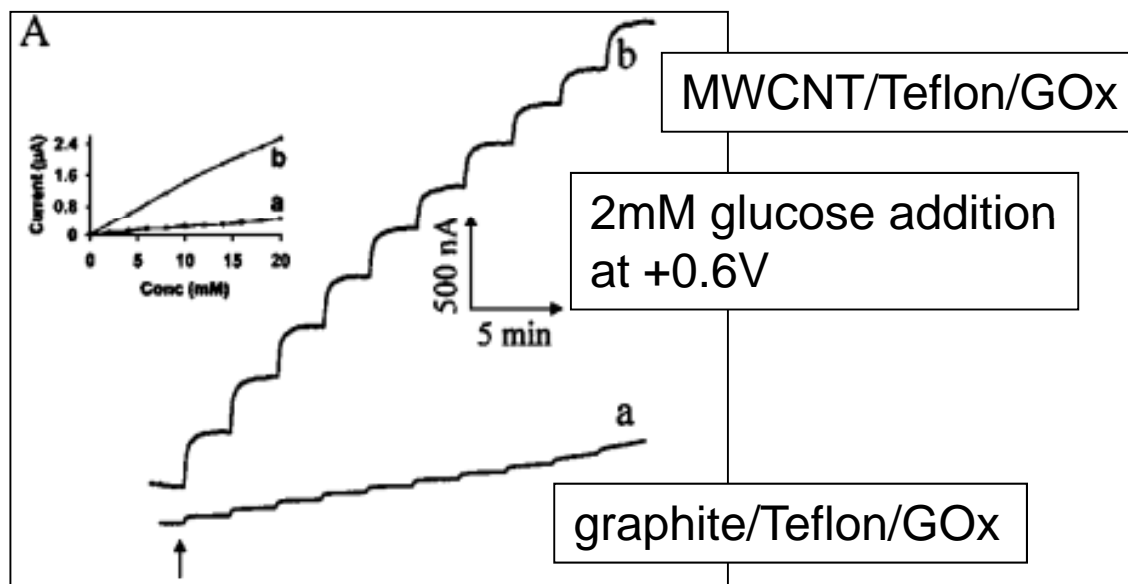 A
b
MWCNT/Teflon/GOx
Current (µA)
2.4
1.6
0.8
0
b
a
0
5
10
15
20
Conc (mM)
2mM glucose addition
at +0.6V
500 nA
5 min
a
graphite/Teflon/GOx